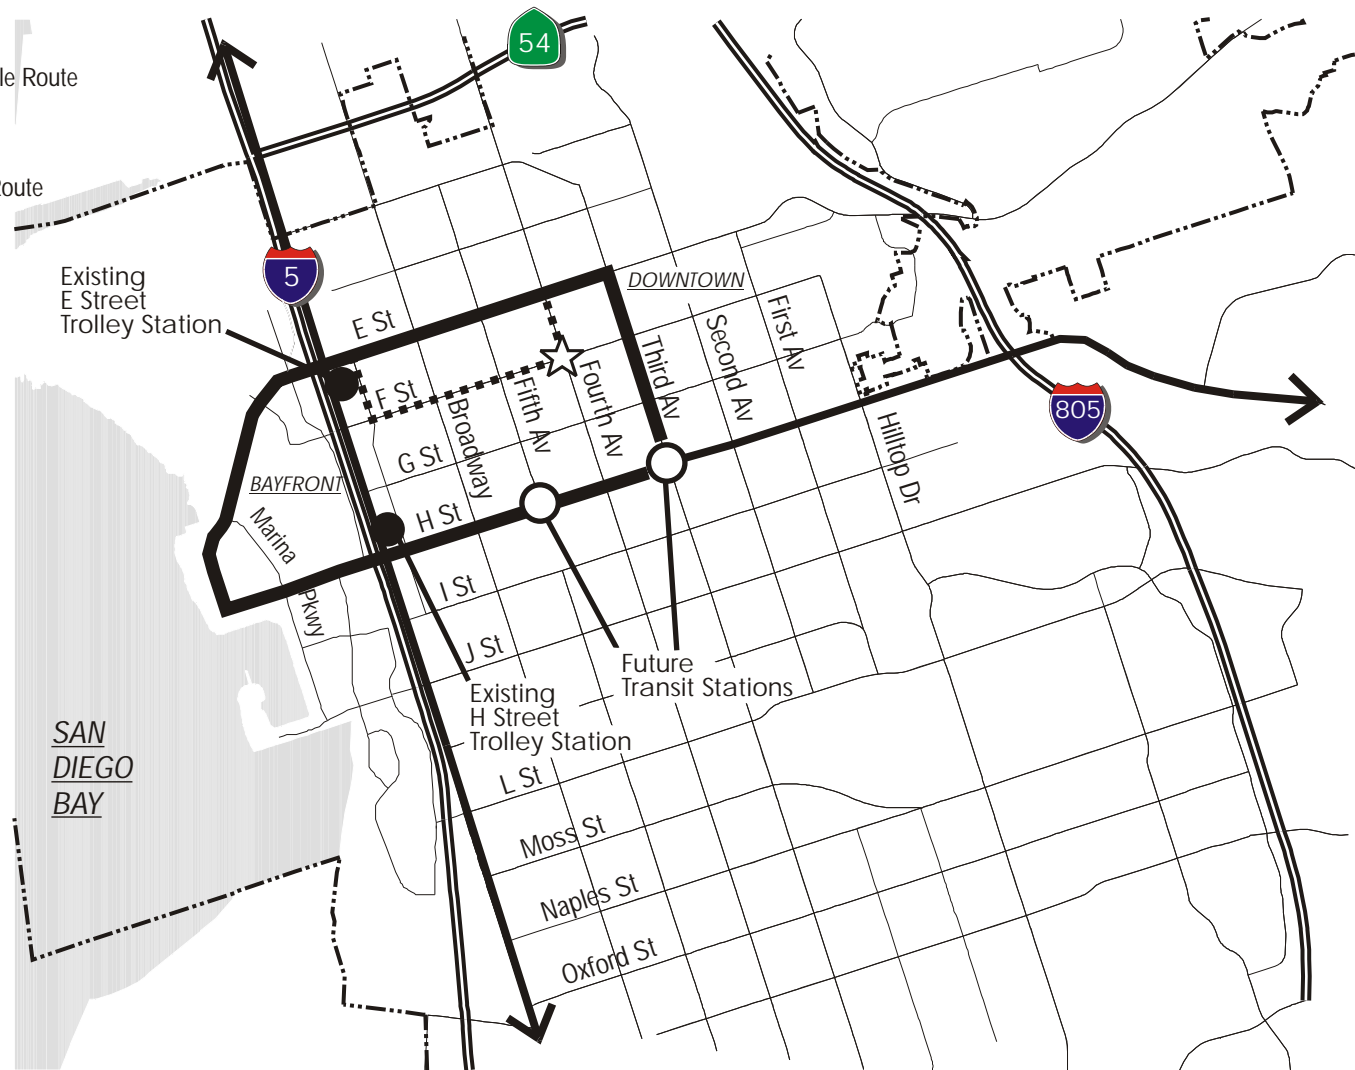 54
le Route
Route
5
Existing
E Street
Trolley Station
DOWNTOWN
E St
First Av
Second Av
Third Av
Fourth Av
Fifth Av
Broadway
F St
805
Hilltop Dr
G St
BAYFRONT
H St
Marina
Pkwy
I St
J St
Future
Transit Stations
Existing
H Street
Trolley Station
SAN
DIEGO
BAY
L St
Moss St
Naples St
Oxford St